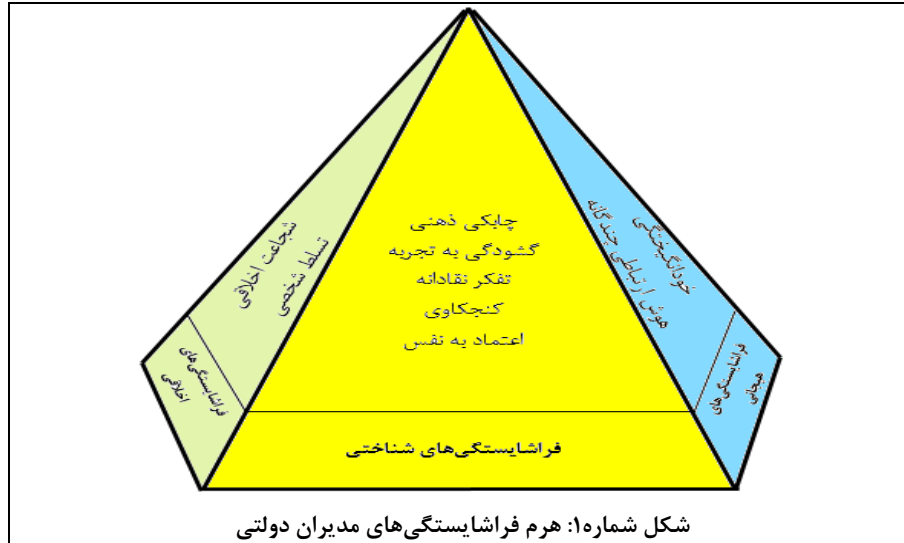 خودانگیختگی
هوش ارتباطی چندگانه
فراشایستگی‌های
هیجانی
چابکی ذهنی
گشودگی به تجربه
تفکر نقادانه
کنجکاوی
اعتماد به نفس
فراشایستگی‌های شناختی
شجاعت اخلاقی
تسلط شخصی
فراشایستگی‌های
اخلاقی
شکل شماره۱: هرم فراشایستگی‌های مدیران دولتی